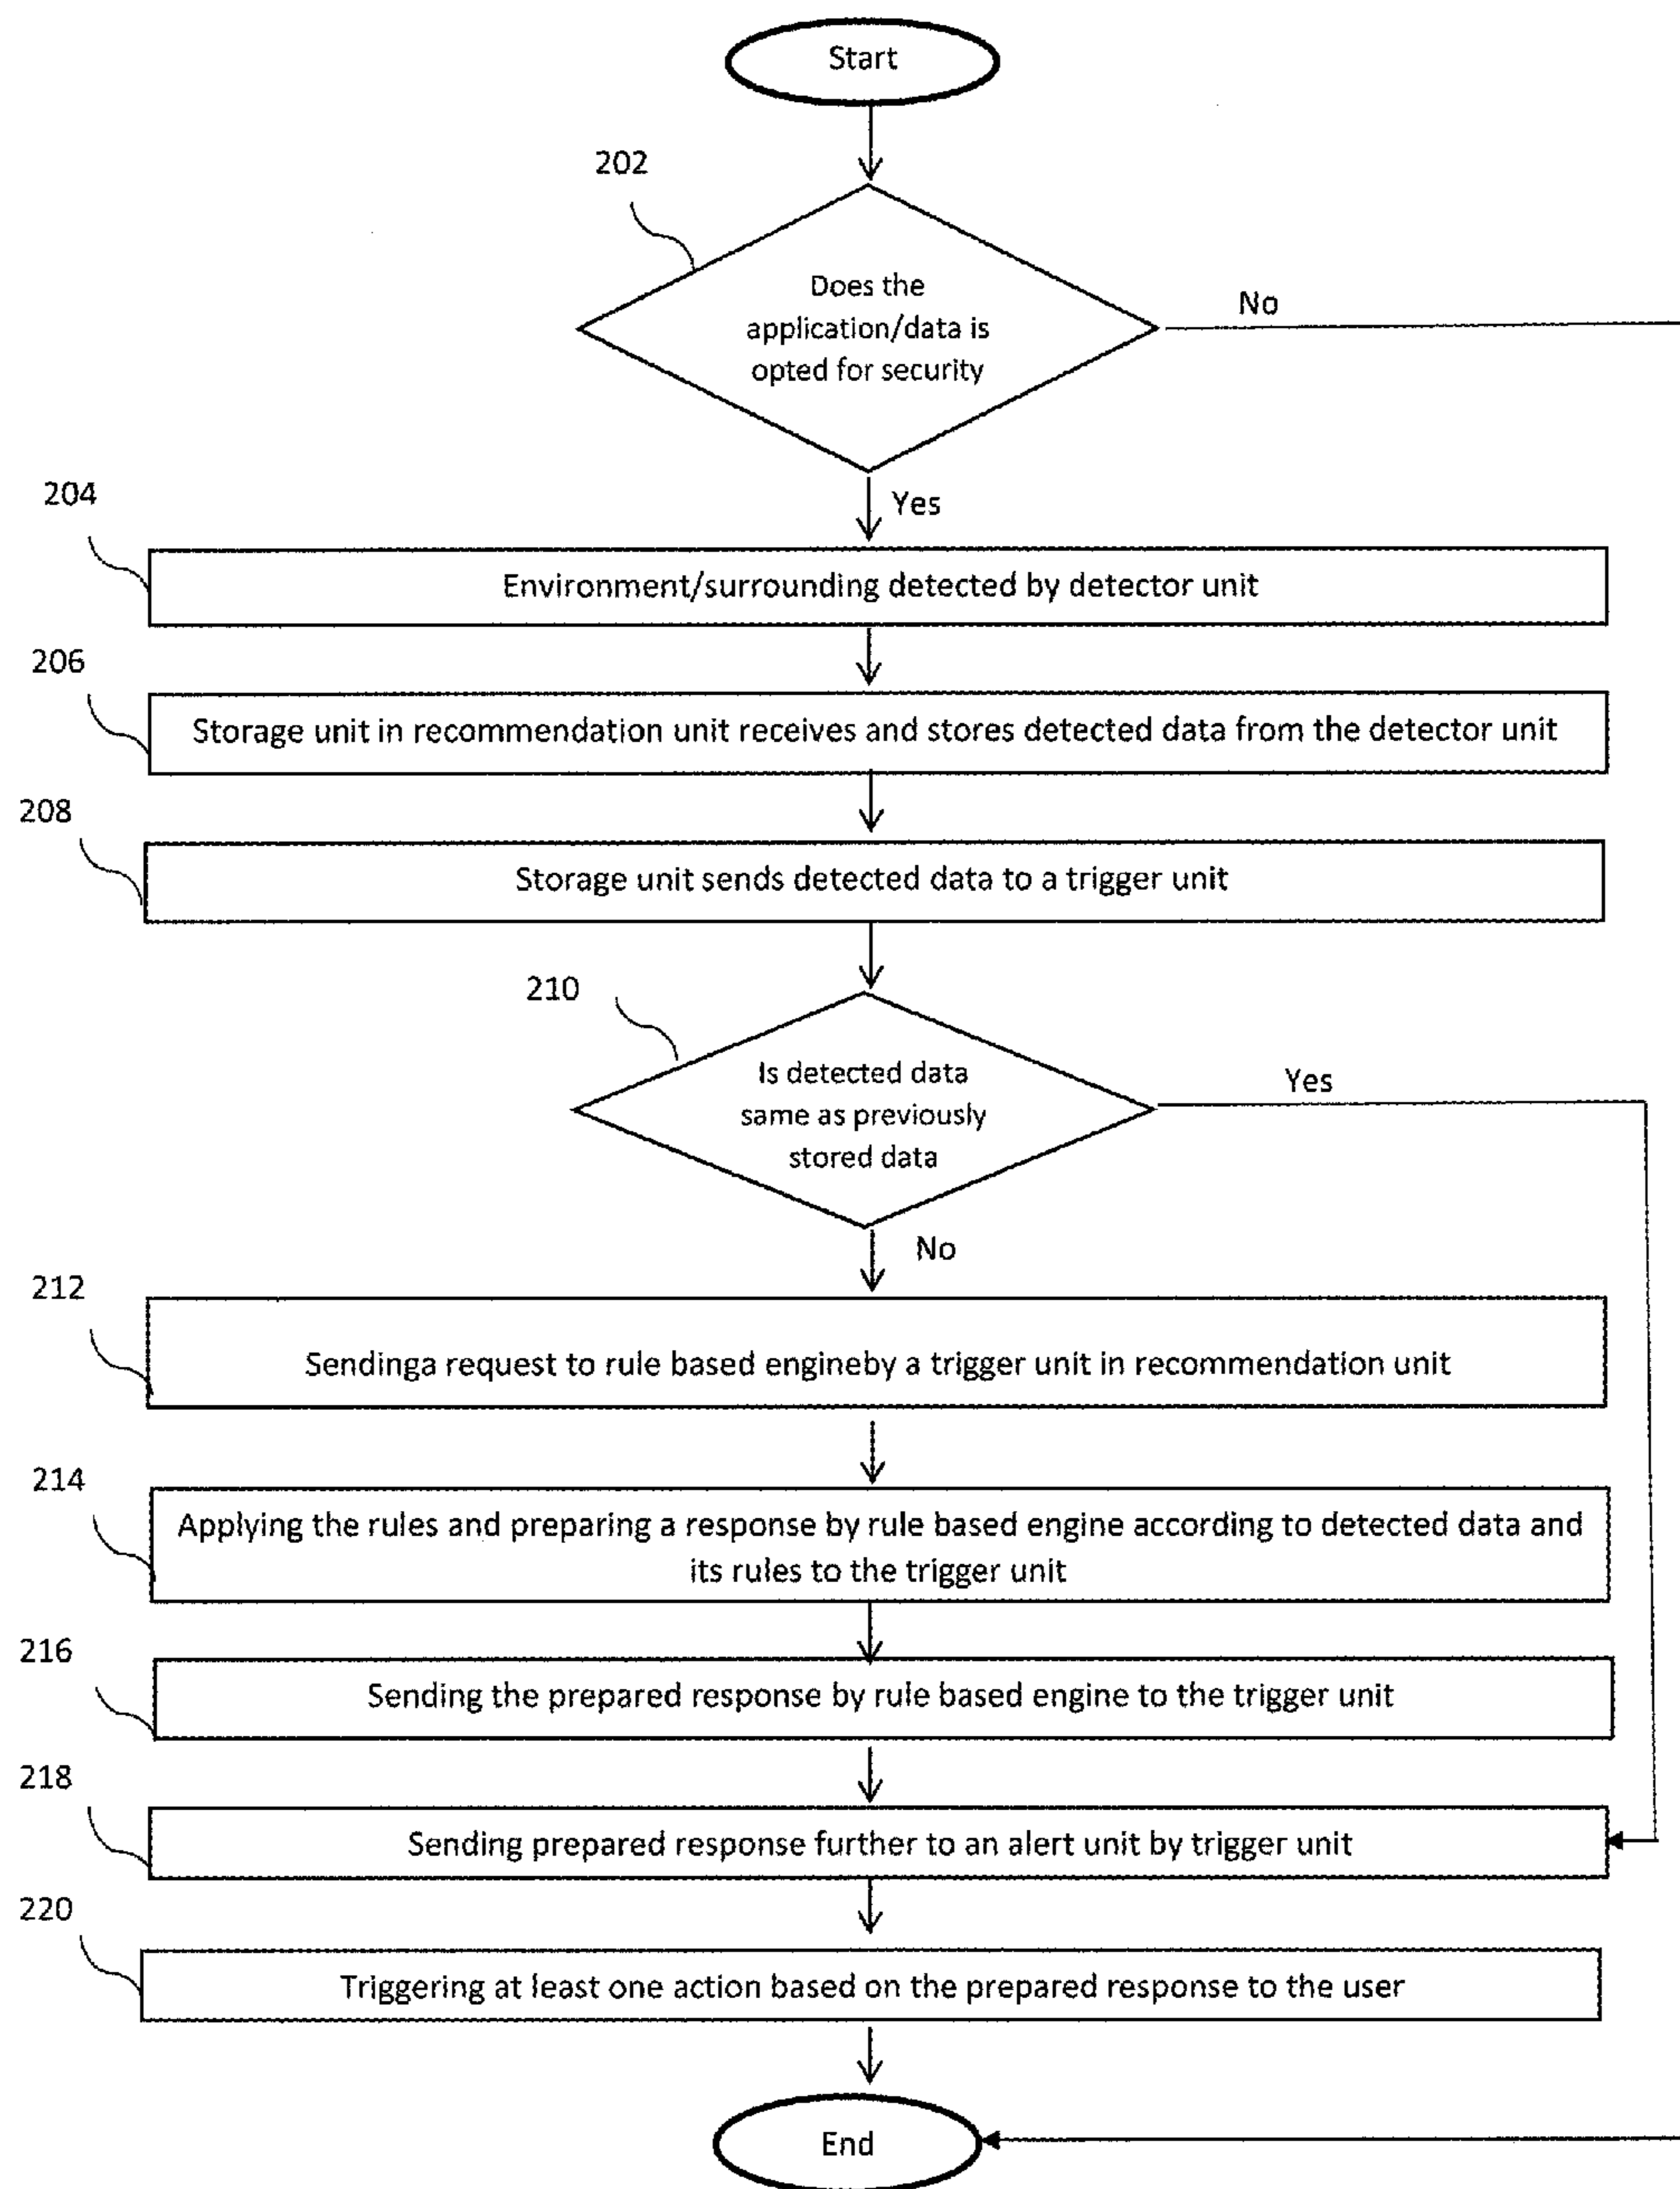 Start
202
Does the
application/data is
opted for security
No
Yes
204
Environment/surrounding detected by detector unit
206
Storage unit in recommendation unit receives and stores detected data from the detector unit
208
Storage unit sends detected data to a trigger unit
210
Is detected data
same as previously
stored data
Yes
No
212
Sendinga request to rule based engineby a trigger unit in recommendation unit
214
Applying the rules and preparing a response by rule based engine according to detected data and
its rules to the trigger unit
216
Sending the prepared response by rule based engine to the trigger unit
218
Sending prepared response further to an alert unit by trigger unit
220
Triggering at least one action based on the prepared response to the user
End